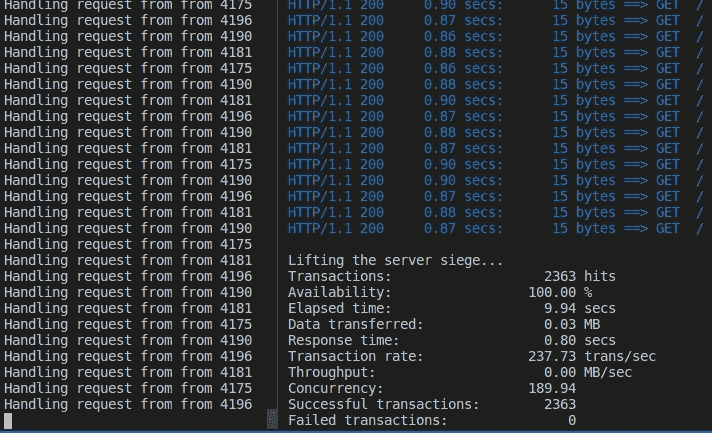 Handling request from from 4175
Handling request from from 4196
Handling request from from 4190
Handling request from from 4181
Handling request from from 4175
Handling request from from 4190
Handling request from from 4181
Handling request from from 4196
Handling request from from 4190
Handling request from from 4181
Handling request from from 4175
Handling request from from 4190
Handling request from from 4196
Handling request from from 4181
Handling request from from 4190
Handling request from from 4175
Handling request from from 4181
Handling request from from 4196
Handling request from from 4190
Handling request from from 4181
Handling request from from 4175
Handling request from from 4190
Handling request from from 4196
Handling request from from 4181
Handling request from from 4175
Handling request from from 4196
HTTP/1.1 200 0.90 secs: 15 bytes ==> GET /
HTTP/1.1 200 0.87 secs: 15 bytes ==> GET /
HTTP/1.1 200 0.86 secs: 15 bytes ==> GET /
HTTP/1.1 200 0.88 secs: 15 bytes ==> GET /
HTTP/1.1 200 0.86 secs: 15 bytes ==> GET /
HTTP/1.1 200 0.88 secs: 15 bytes ==> GET /
HTTP/1.1 200 0.90 secs: 15 bytes ==> GET /
HTTP/1.1 200 0.87 secs: 15 bytes ==> GET /
HTTP/1.1 200 0.88 secs: 15 bytes ==> GET /
HTTP/1.1 200 0.87 secs: 15 bytes ==> GET /
HTTP/1.1 200 0.90 secs: 15 bytes ==> GET /
HTTP/1.1 200 0.90 secs: 15 bytes ==> GET /
HTTP/1.1 200 0.87 secs: 15 bytes ==> GET /
HTTP/1.1 200 0.88 secs: 15 bytes ==> GET /
HTTP/1.1 200 0.87 secs: 15 bytes ==> GET /
Lifting the server siege...
Transactions: 2363 hits
Availability: 100.00 %
Elapsed time: 9.94 secs
Data transferred: 0.03 MB
Response time: 0.80 secs
Transaction rate: 237.73 trans/sec
Throughput: 0.00 MB/sec
Concurrency: 189.94
Successful transactions: 2363
Failed transactions: 0